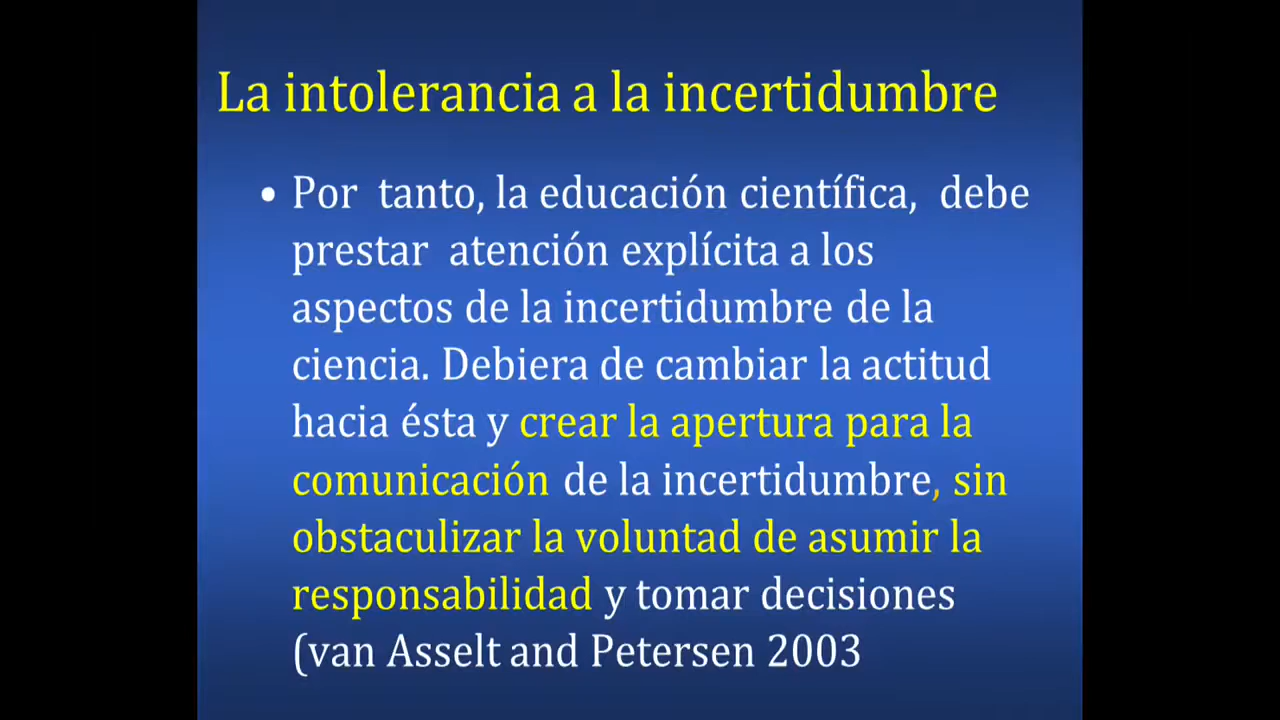 La intolerancia a la incertidumbre
• Por tanto, la educación científica, debe
prestar atención explícita a los
aspectos de la incertidumbre de la
ciencia. Debiera de cambiar la actitud
hacia ésta y crear la apertura para la
comunicación de la incertidumbre, sin
obstaculizar la voluntad de asumir la
responsabilidad y tomar decisiones
(van Asselt and Petersen 2003